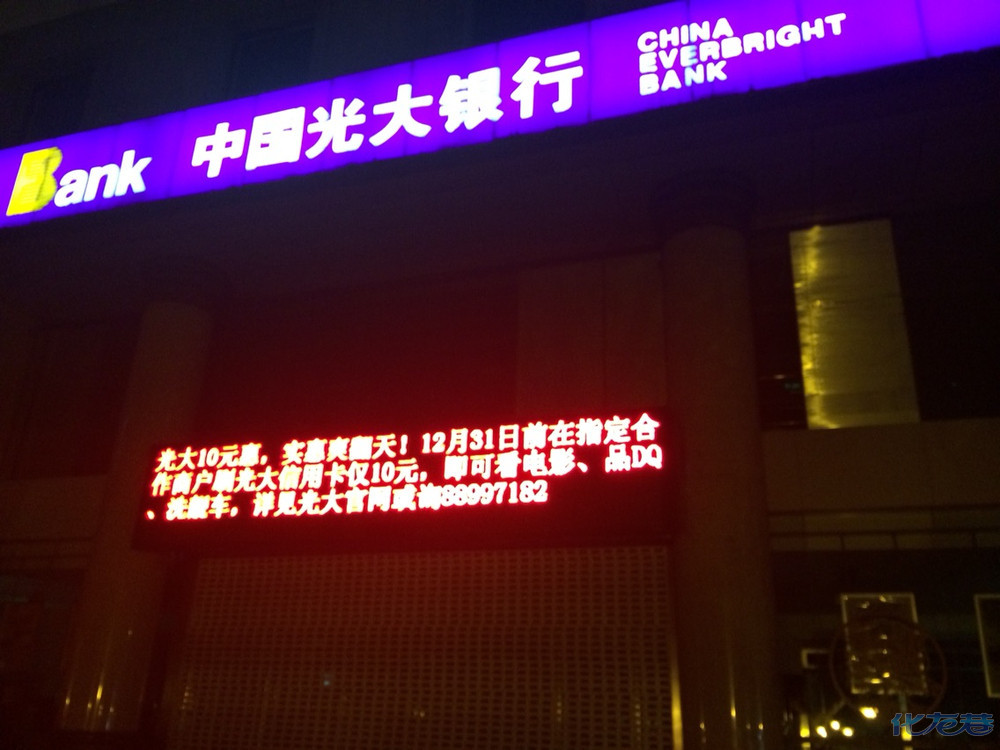 Bank 中国光大银行 CHINA
EVERBRIGHT
BANK
光大10元惠，实惠爽翻天！12月31日前在指定合
作商户刷光大信用卡仅10元，即可看电影、品DQ
、洗靓车，详见光大官网或询88997182
化龙巷